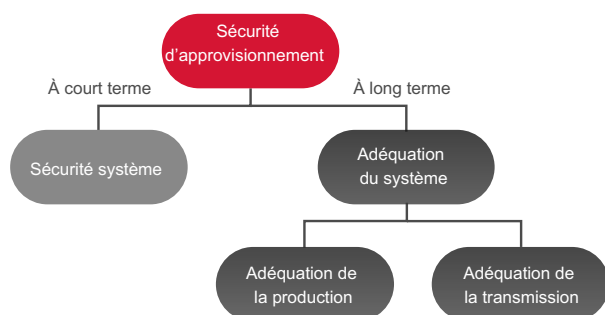 Sécurité
d'approvisionnement
À court terme
À long terme
Sécurité système
Adéquation
du système
Adéquation de
la production
Adéquation de
la transmission